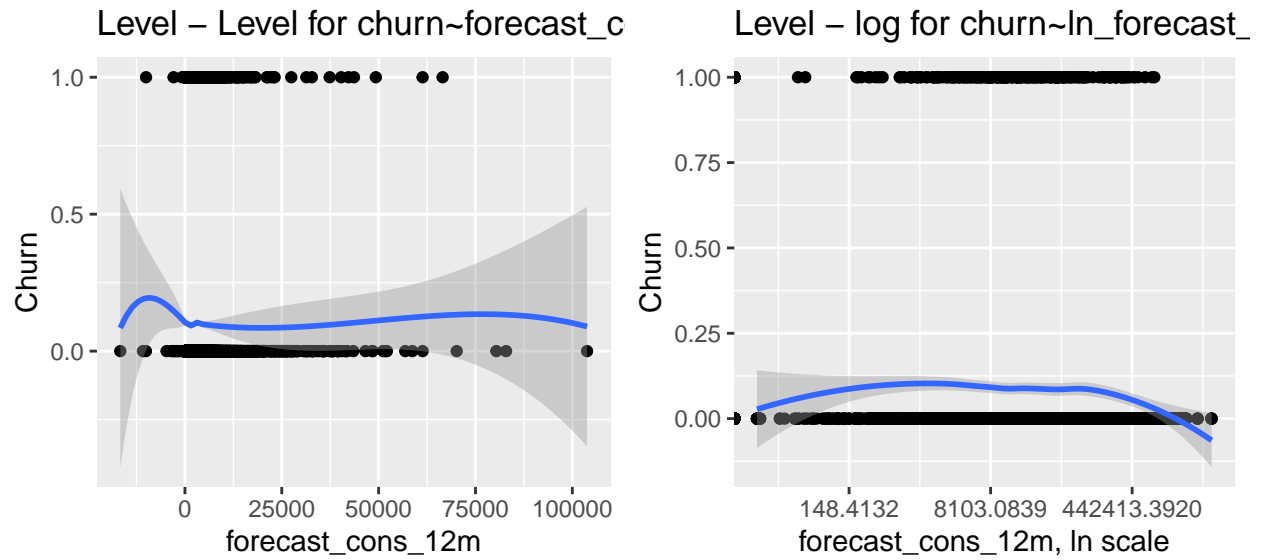 Level − Level for churn~forecast_c
1.0
0.5
0.0
Churn
0
25000
50000
75000
100000
forecast_cons_12m
Level − log for churn~ln_forecast_
1.00
0.75
0.50
0.25
0.00
Churn
148.4132
8103.0839
442413.3920
forecast_cons_12m, ln scale